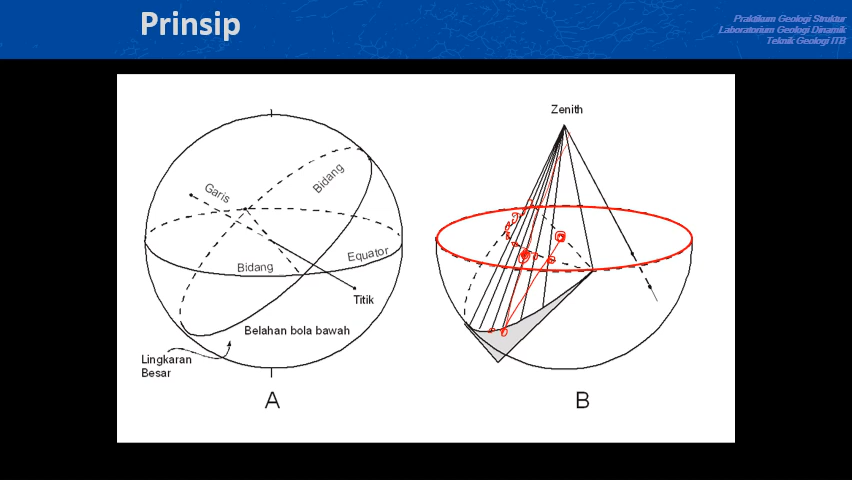 Prinsip
Praktikum Geologi Struktur
Laboratorium Geologi Dinamik
Teknik Geologi ITB
Zenith
Garis
Bidang
Equator
Bidang
Titik
Belahan bola bawah
Lingkaran
Besar
A
B